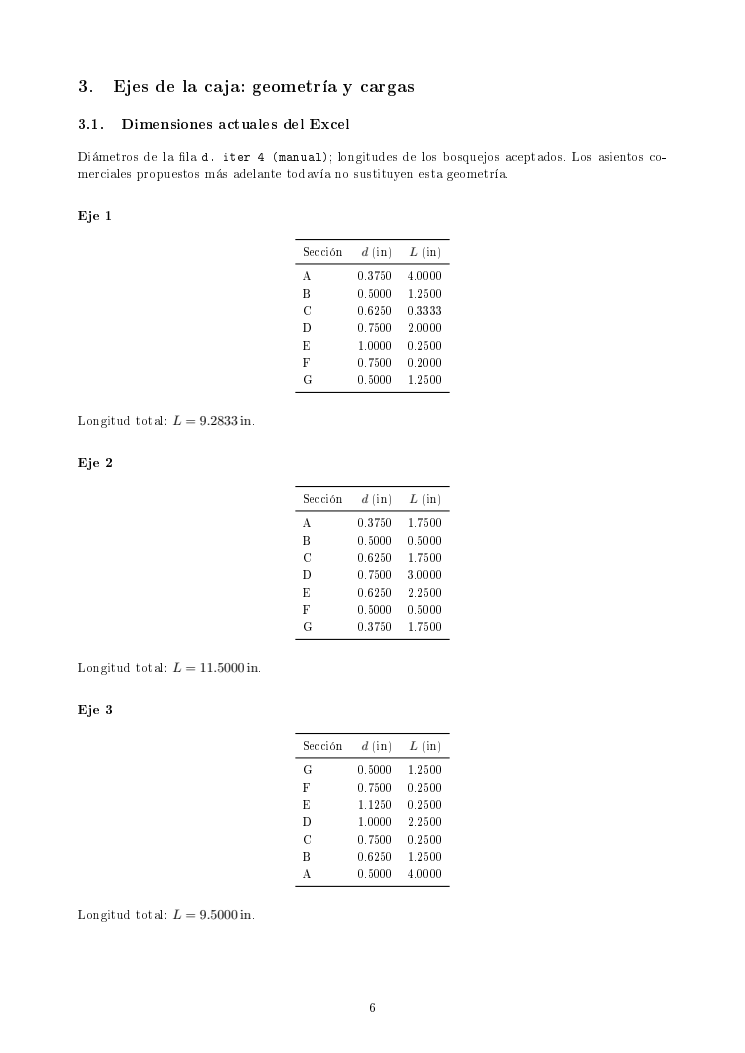 3. Ejes de la caja: geometría y cargas
3.1. Dimensiones actuales del Excel
Diámetros de la fila d. iter 4 (manual); longitudes de los bosquejos aceptados. Los asientos co-
merciales propuestos más adelante todavía no sustituyen esta geometría.
Eje 1
Sección d (in) L (in)
A 0.3750 4.0000
B 0.5000 1.2500
C 0.6250 0.3333
D 0.7500 2.0000
E 1.0000 0.2500
F 0.7500 0.2000
G 0.5000 1.2500
Longitud total: L = 9.2833 in.
Eje 2
Sección d (in) L (in)
A 0.3750 1.7500
B 0.5000 0.5000
C 0.6250 1.7500
D 0.7500 3.0000
E 0.6250 2.2500
F 0.5000 0.5000
G 0.3750 1.7500
Longitud total: L = 11.5000 in.
Eje 3
Sección d (in) L (in)
G 0.5000 1.2500
F 0.7500 0.2500
E 1.1250 0.2500
D 1.0000 2.2500
C 0.7500 0.2500
B 0.6250 1.2500
A 0.5000 4.0000
Longitud total: L = 9.5000 in.
6